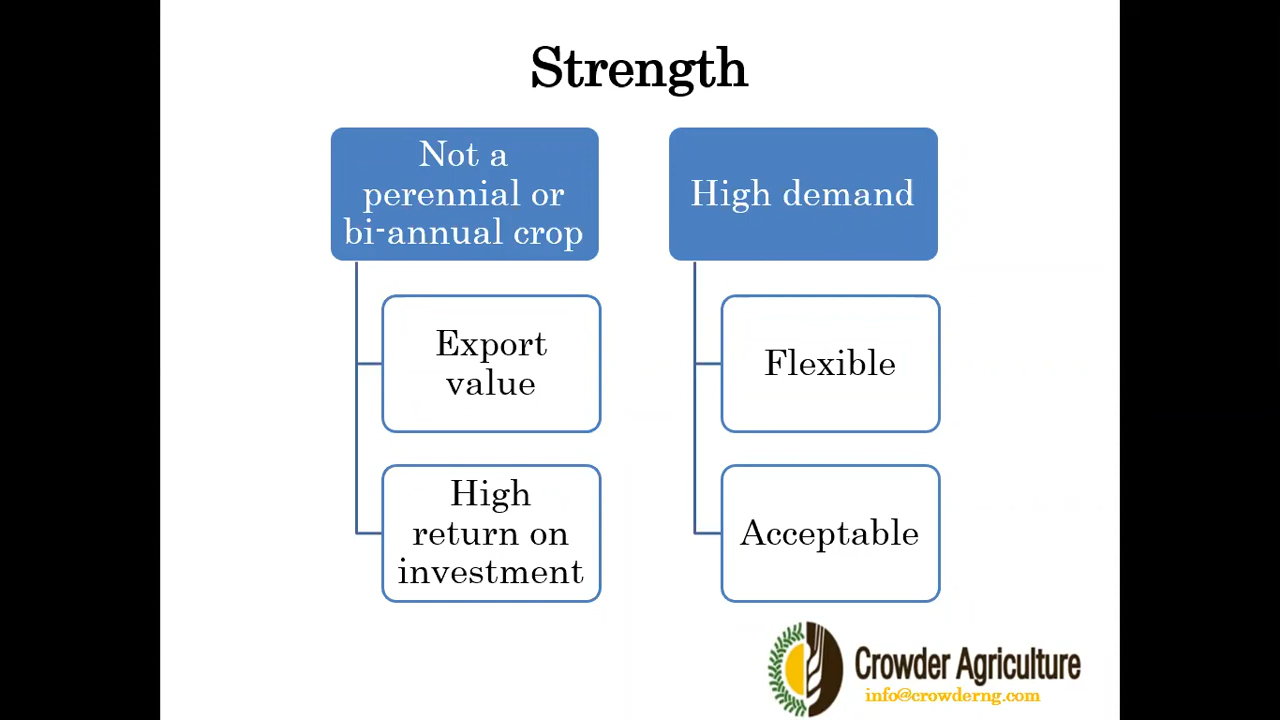 Strength
Not a
perennial or
bi-annual crop
Export
value
High
return on
investment
High demand
Flexible
Acceptable
Crowder Agriculture
info@crowderng.com